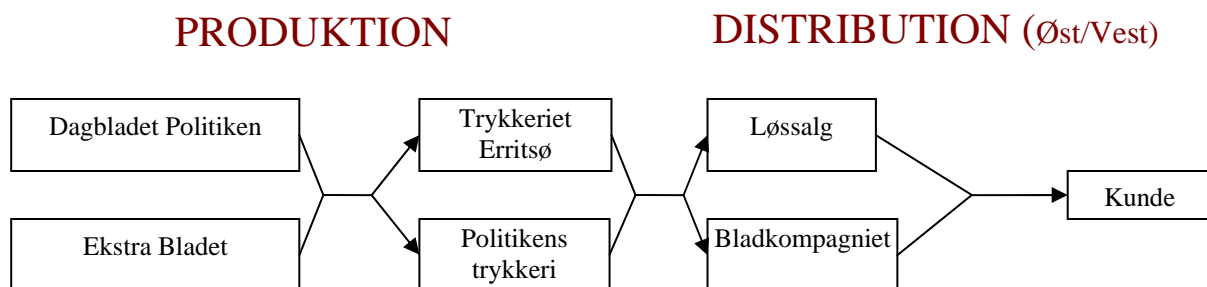 PRODUKTION
DISTRIBUTION (Øst/Vest)
Dagbladet Politiken
Trykkeriet
Erritsø
Løssalg
Kunde
Ekstra Bladet
Politikens
trykkeri
Bladkompagniet